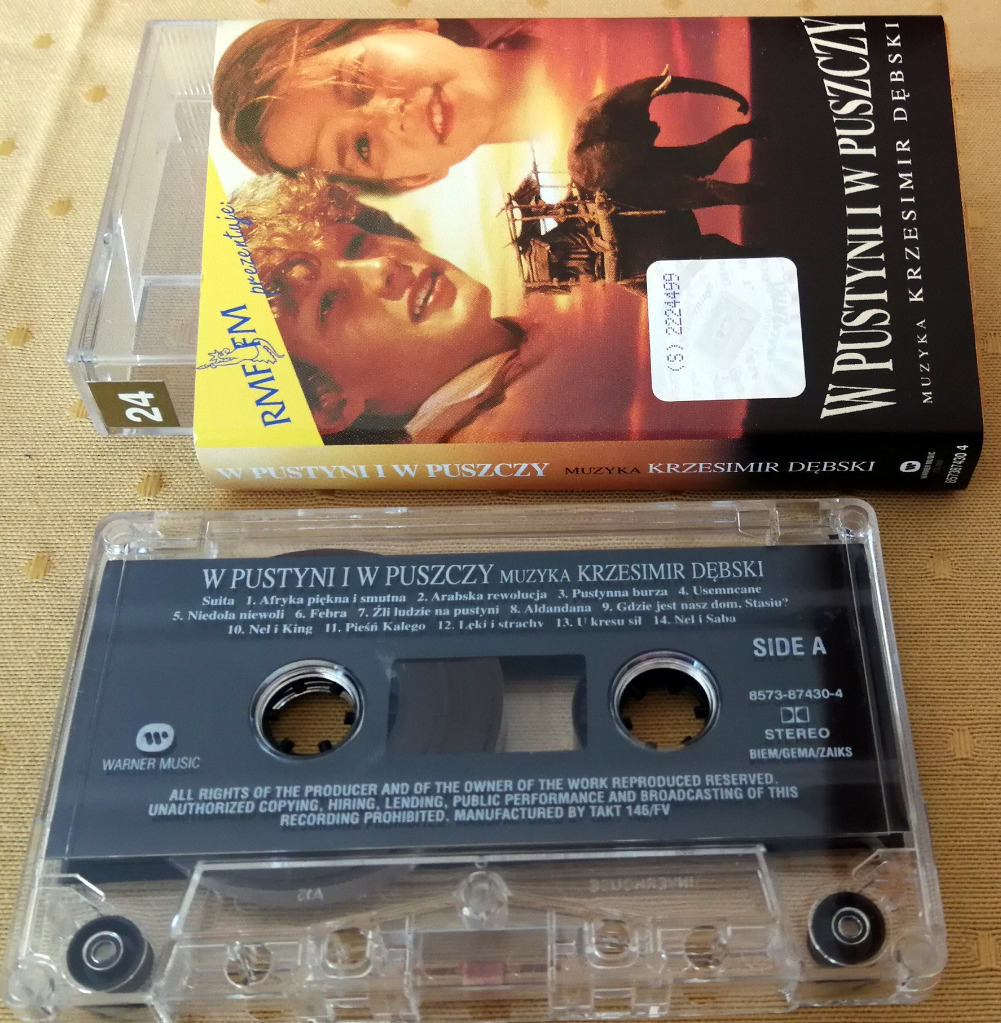 W PUSTYNI I W PUSZCZY
MUZYKA KRZESIMIR DĘBSKI
RMF FM
prezentuje:
(S) 2224499
24
W PUSTYNI I W PUSZCZY MUZYKA KRZESIMIR DĘBSKI
WARNER MUSIC
POLAND
857387430 4
W PUSTYNI I W PUSZCZY MUZYKA KRZESIMIR DĘBSKI
Suita 1. Afryka piękna i smutna 2. Arabska rewolucja 3. Pustynna burza 4. Usemncane
5. Niedola niewoli 6. Febra 7. Źli ludzie na pustyni 8. Aldandana 9. Gdzie jest nasz dom, Stasiu?
10. Nel i King 11. Pieśń Kalego 12. Lęki i strachy 13. U kresu sił 14. Nel i Saba
SIDE A
8573-87430-4
STEREO
BIEM/GEMA/ZAIKS
WARNER MUSIC
ALL RIGHTS OF THE PRODUCER AND OF THE OWNER OF THE WORK REPRODUCED RESERVED.
UNAUTHORIZED COPYING, HIRING, LENDING, PUBLIC PERFORMANCE AND BROADCASTING OF THIS
RECORDING PROHIBITED. MANUFACTURED BY TAKT 146/FV